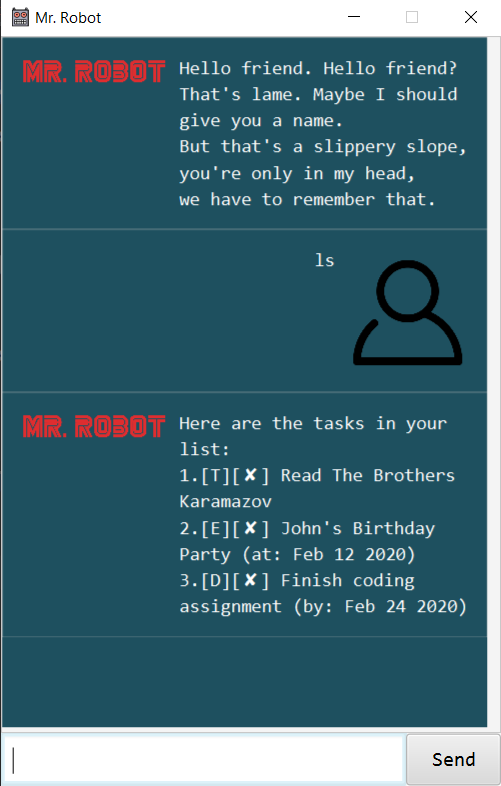 Mr. Robot
MR. ROBOT
Hello friend. Hello friend?
That's lame. Maybe I should
give you a name.
But that's a slippery slope,
you're only in my head,
we have to remember that.
ls
MR. ROBOT
Here are the tasks in your
list:
1.[T][✘] Read The Brothers
Karamazov
2.[E][✘] John's Birthday
Party (at: Feb 12 2020)
3.[D][✘] Finish coding
assignment (by: Feb 24 2020)
Send